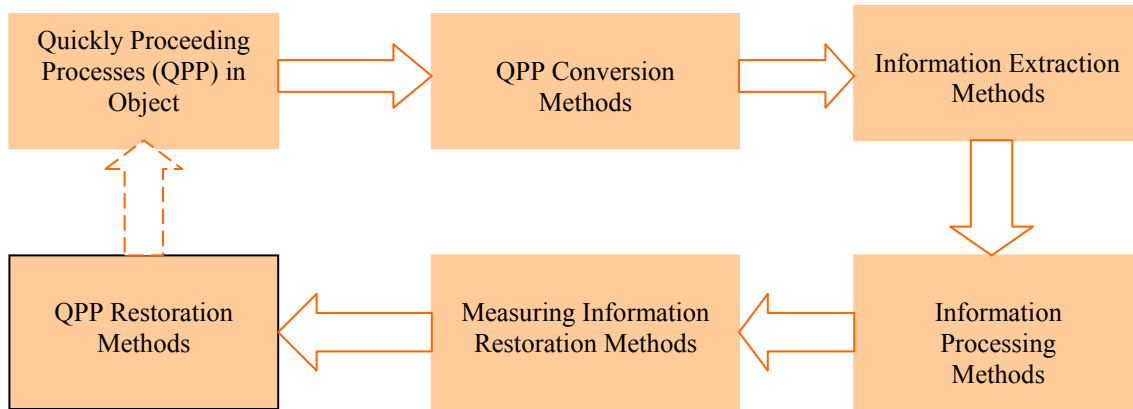 Quickly Proceeding
Processes (QPP) in
Object
QPP Conversion
Methods
Information Extraction
Methods
QPP Restoration
Methods
Measuring Information
Restoration Methods
Information
Processing
Methods